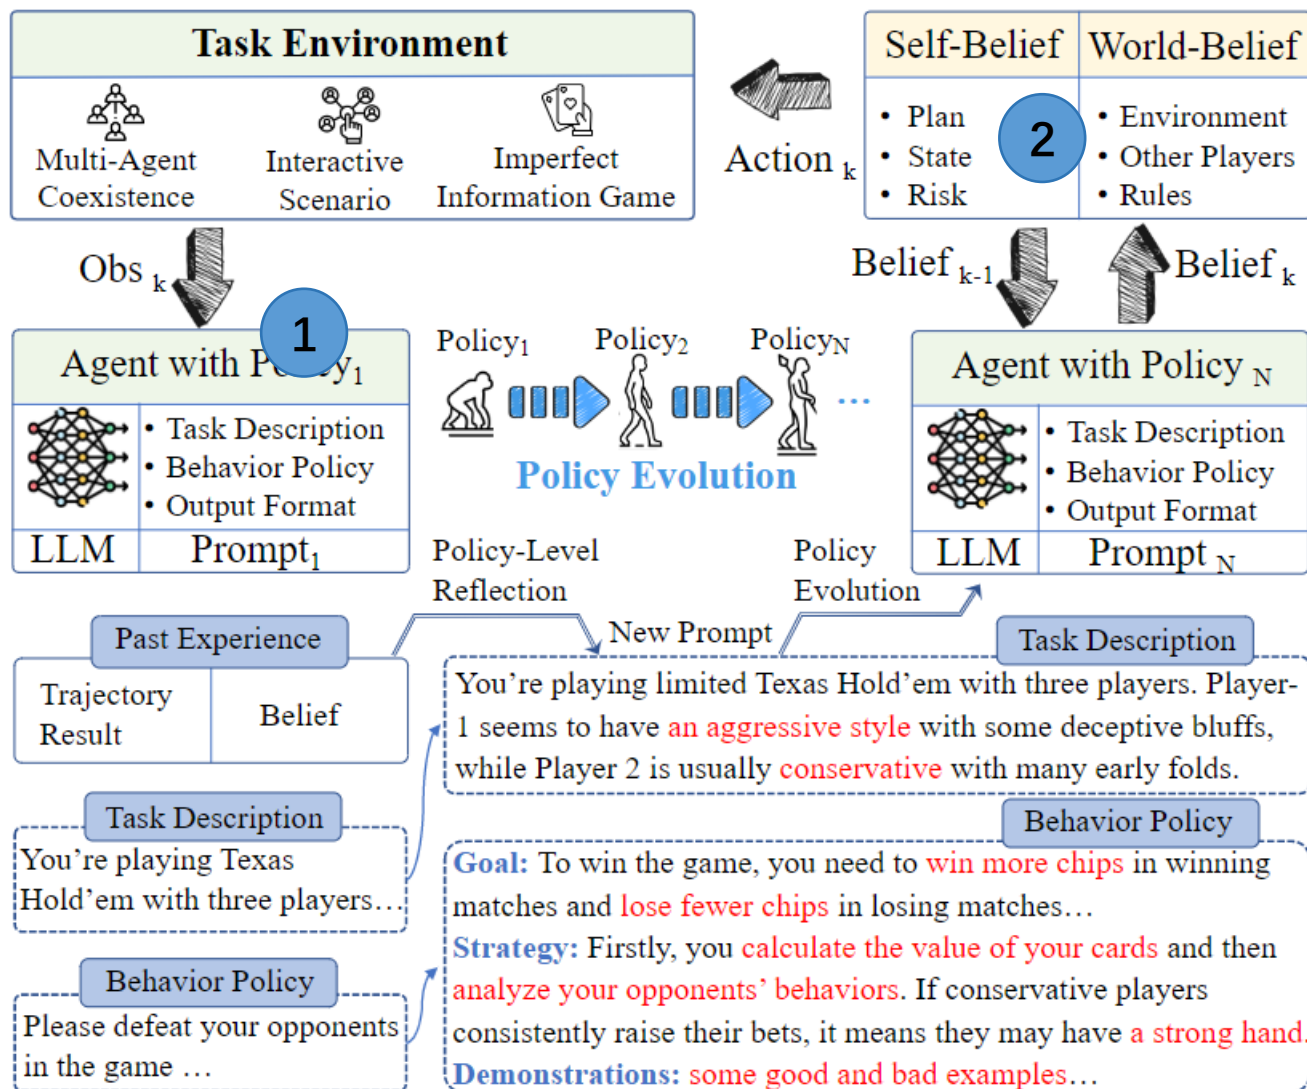 Task Environment
Multi-Agent
Coexistence
Interactive
Scenario
Imperfect
Information Game
Action k
Self-Belief
World-Belief
• Plan
• State
• Risk
2
• Environment
• Other Players
• Rules
Obs k
Belief k-1
Belief k
1
Agent with Policy1
• Task Description
• Behavior Policy
• Output Format
LLM
Prompt1
Policy1
Policy2
PolicyN
...
Policy Evolution
Agent with Policy N
• Task Description
• Behavior Policy
• Output Format
LLM
Prompt N
Policy-Level
Reflection
Policy
Evolution
New Prompt
Past Experience
Trajectory
Result
Belief
Task Description
You're playing Texas
Hold'em with three players…
Behavior Policy
Please defeat your opponents
in the game …
Task Description
You're playing limited Texas Hold'em with three players. Player-
1 seems to have an aggressive style with some deceptive bluffs,
while Player 2 is usually conservative with many early folds.
Behavior Policy
Goal: To win the game, you need to win more chips in winning
matches and lose fewer chips in losing matches…
Strategy: Firstly, you calculate the value of your cards and then
analyze your opponents' behaviors. If conservative players
consistently raise their bets, it means they may have a strong hand.
Demonstrations: some good and bad examples…